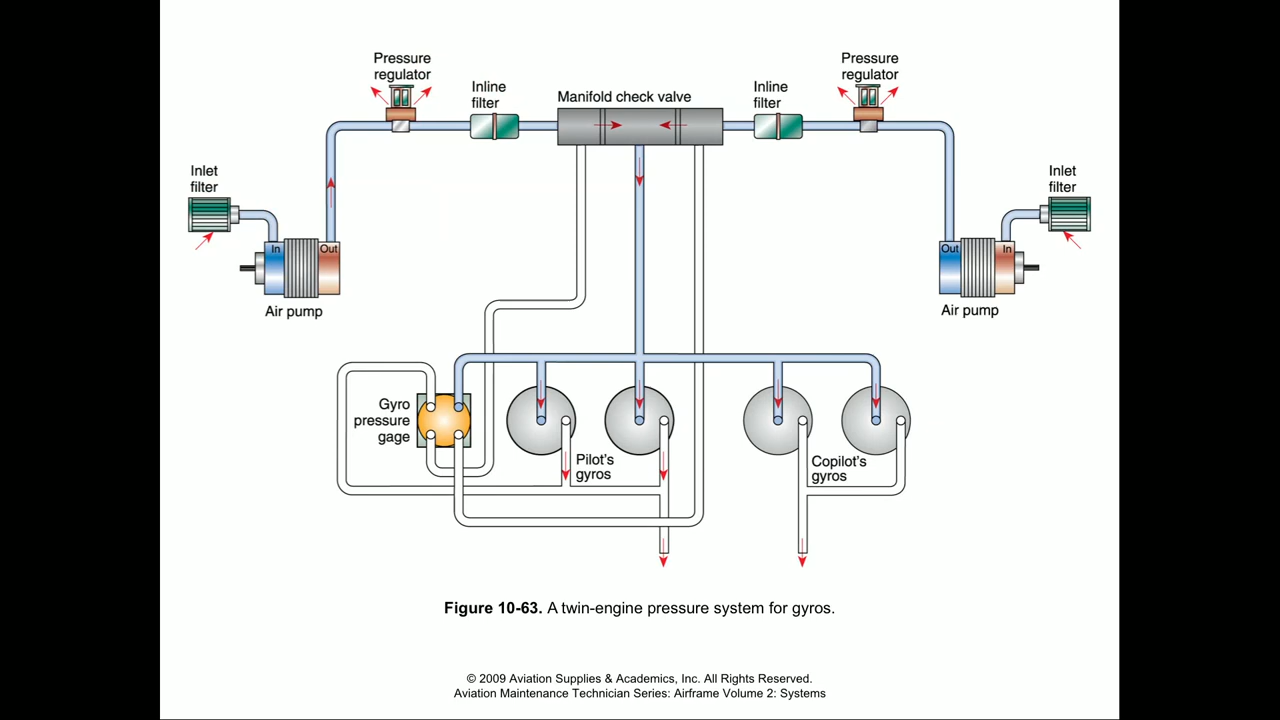 Pressure
regulator
Inline
filter
Manifold check valve
Inline
filter
Pressure
regulator
Inlet
filter
In
Out
Air pump
Inlet
filter
Out
In
Air pump
Gyro
pressure
gage
Pilot's
gyros
Copilot's
gyros
Figure 10-63. A twin-engine pressure system for gyros.
© 2009 Aviation Supplies & Academics, Inc. All Rights Reserved.
Aviation Maintenance Technician Series: Airframe Volume 2: Systems